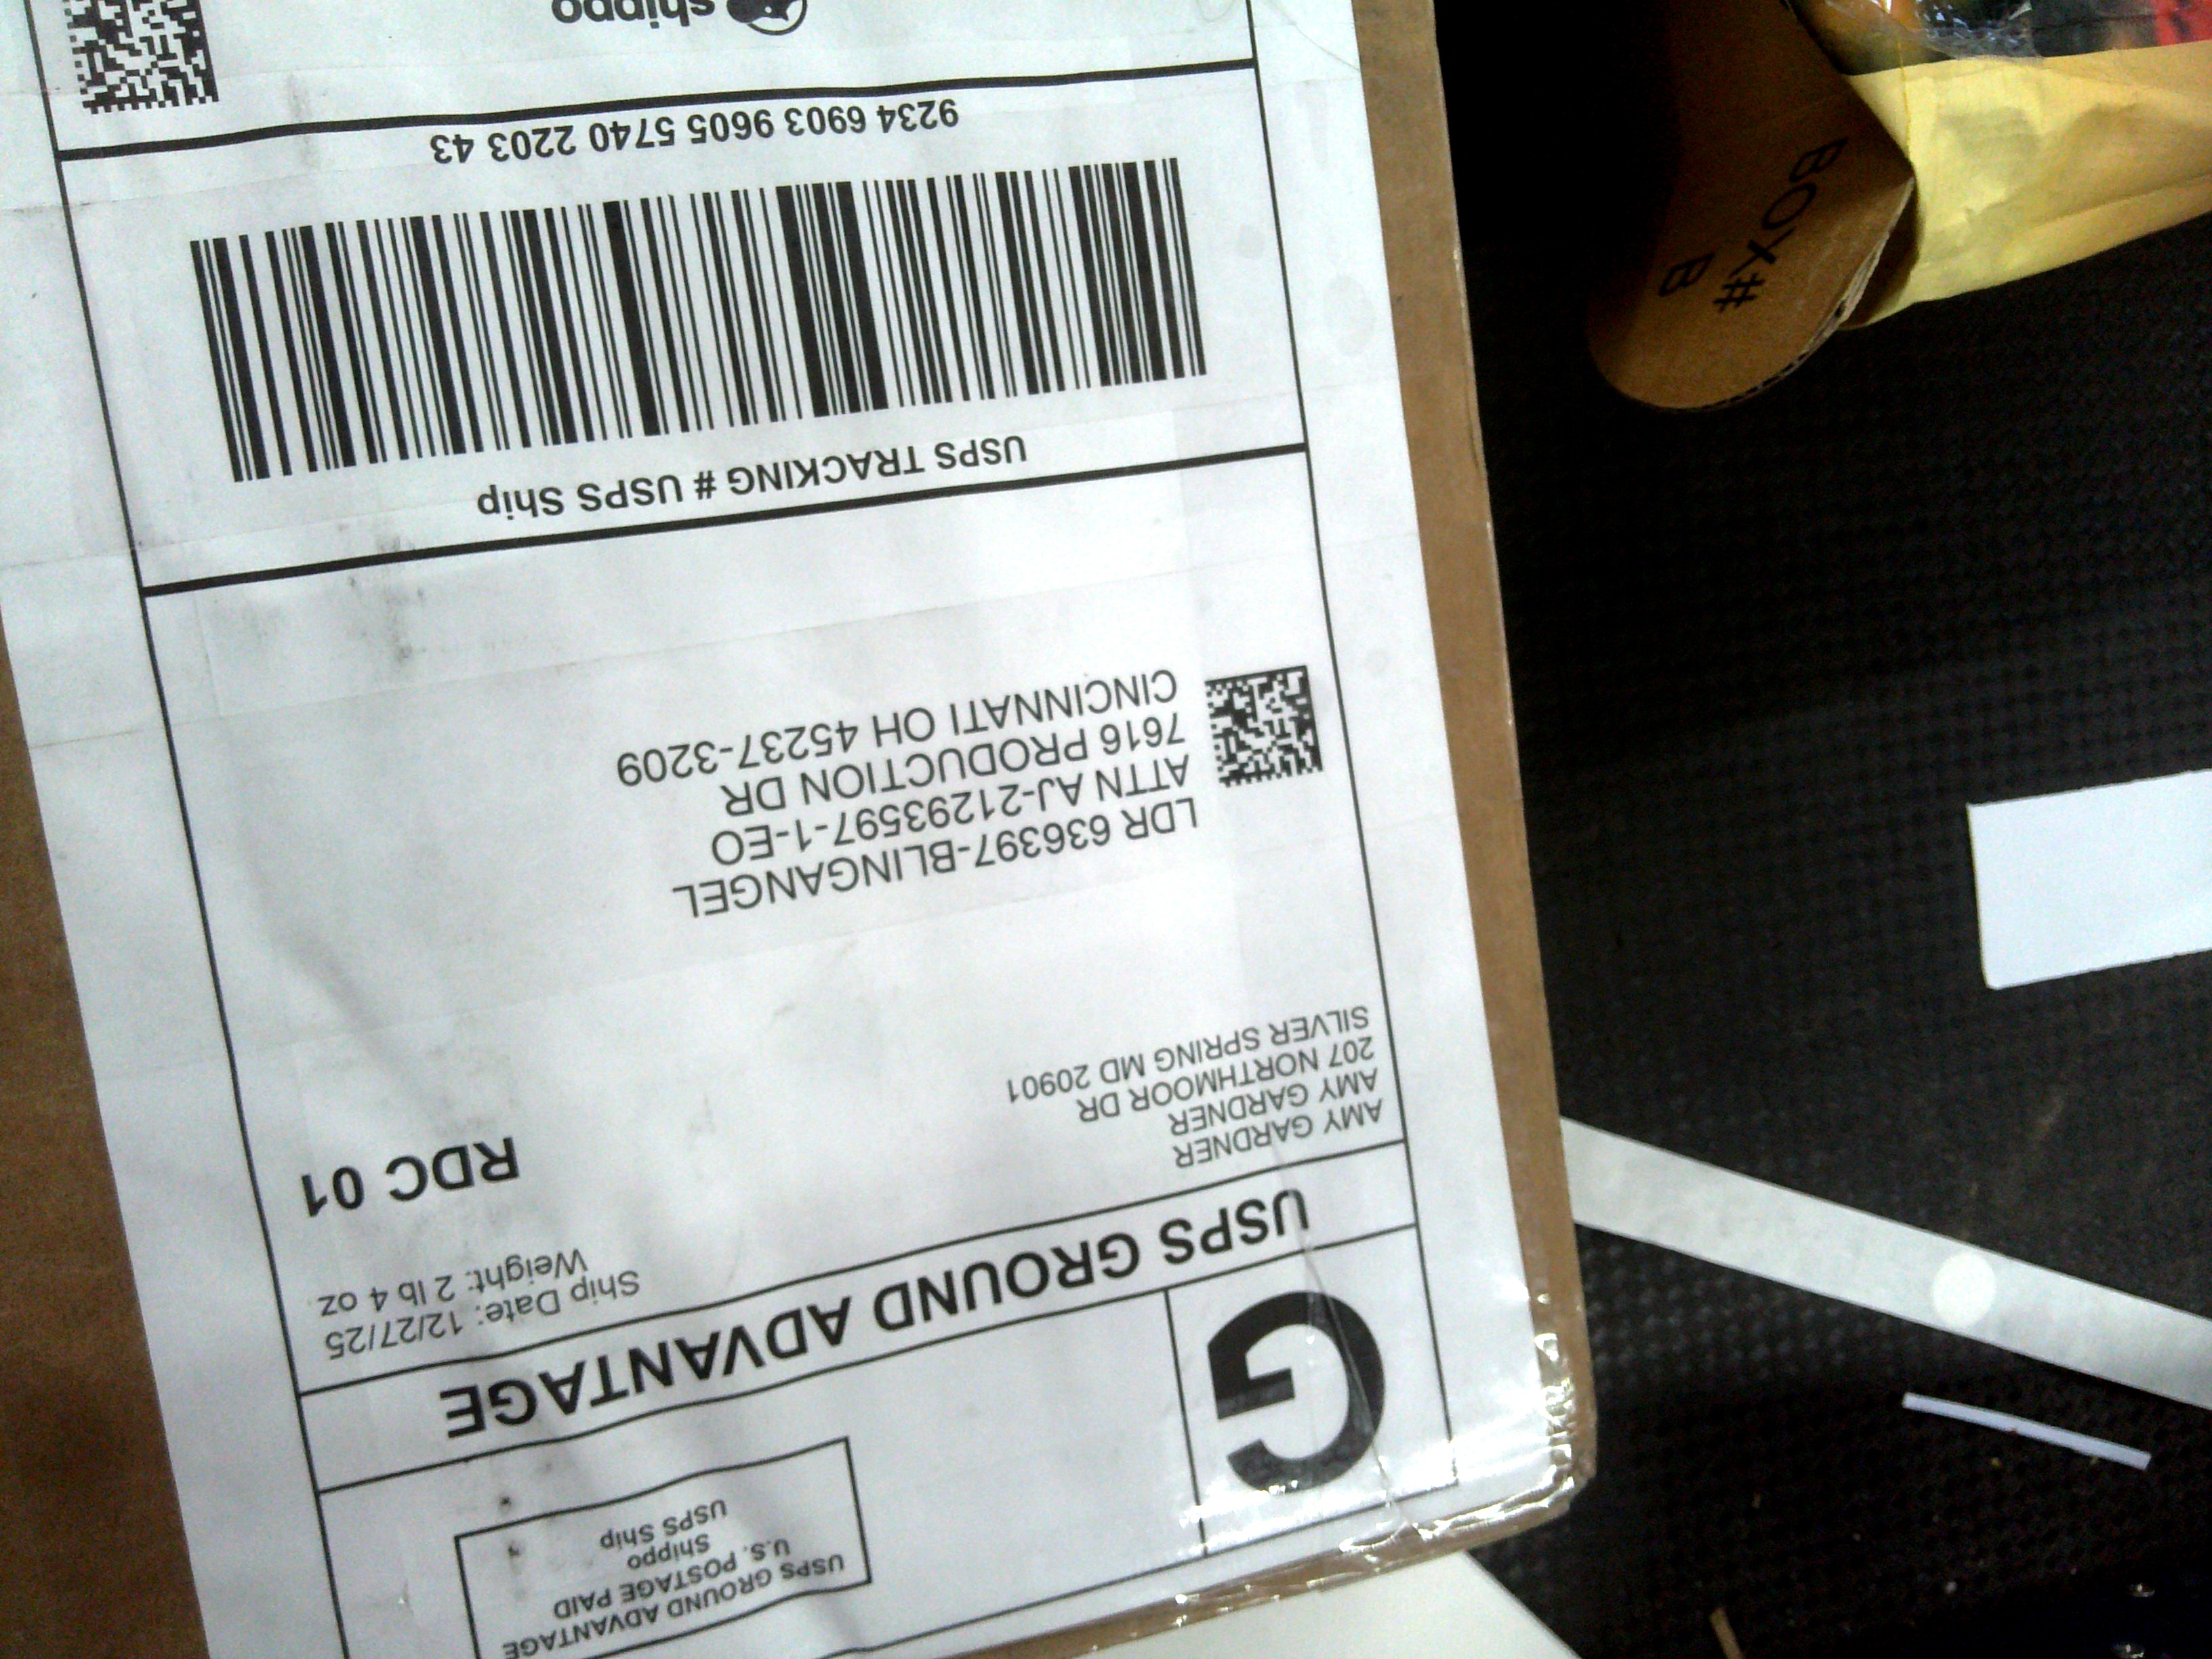 USPS GROUND ADVANTAGE
U.S. POSTAGE PAID
Shippo
USPS Ship
G
USPS GROUND ADVANTAGE
AMY GARDNER
AMY GARDNER
207 NORTHMOOR DR
SILVER SPRING MD 20901
Ship Date: 12/27/25
Weight: 2 lb 4 oz
RDC 01
LDR 636397-BLINGANGEL
ATTN AJ-21293597-1-EO
7616 PRODUCTION DR
CINCINNATI OH 45237-3209
USPS TRACKING # USPS Ship
9234 6903 9605 5740 2203 43
shippo
BOX#
B